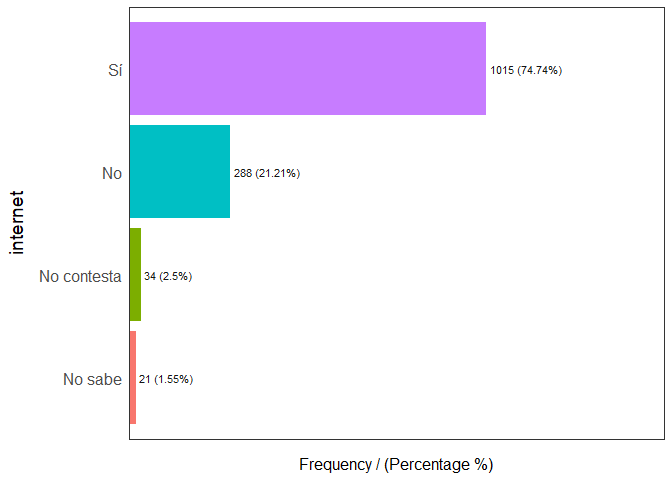 Sí
1015 (74.74%)
No
288 (21.21%)
No contesta
34 (2.5%)
No sabe
21 (1.55%)
internet
Frequency / (Percentage %)